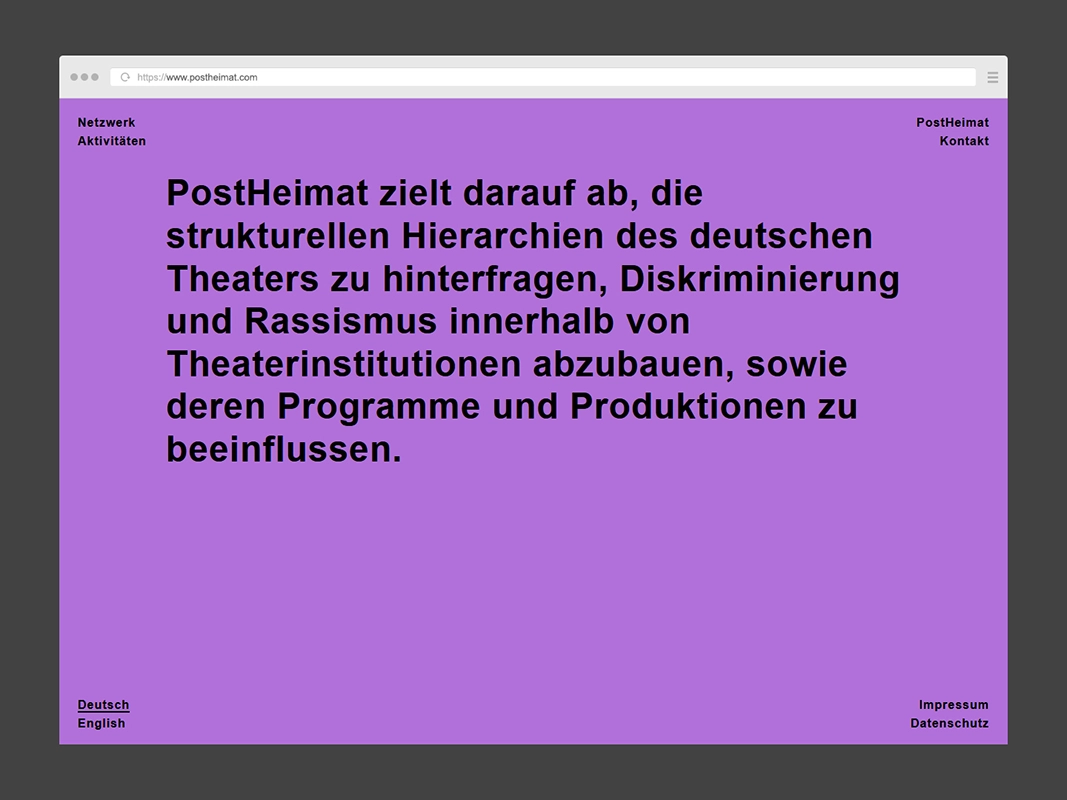 https://www.postheimat.com
Netzwerk
Aktivitäten
PostHeimat
Kontakt
PostHeimat zielt darauf ab, die
strukturellen Hierarchien des deutschen
Theaters zu hinterfragen, Diskriminierung
und Rassismus innerhalb von
Theaterinstitutionen abzubauen, sowie
deren Programme und Produktionen zu
beeinflussen.
Deutsch
English
Impressum
Datenschutz